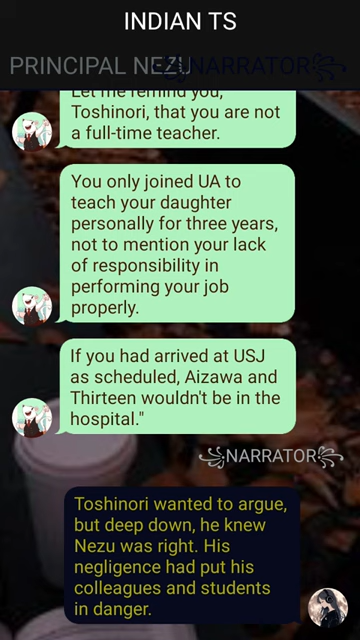 INDIAN TS
PRINCIPAL NEZU
NARRATOR
Let me remind you,
Toshinori, that you are not
a full-time teacher.
You only joined UA to
teach your daughter
personally for three years,
not to mention your lack
of responsibility in
performing your job
properly.
If you had arrived at USJ
as scheduled, Aizawa and
Thirteen wouldn't be in the
hospital."
꧁NARRATOR꧂
Toshinori wanted to argue,
but deep down, he knew
Nezu was right. His
negligence had put his
colleagues and students
in danger.